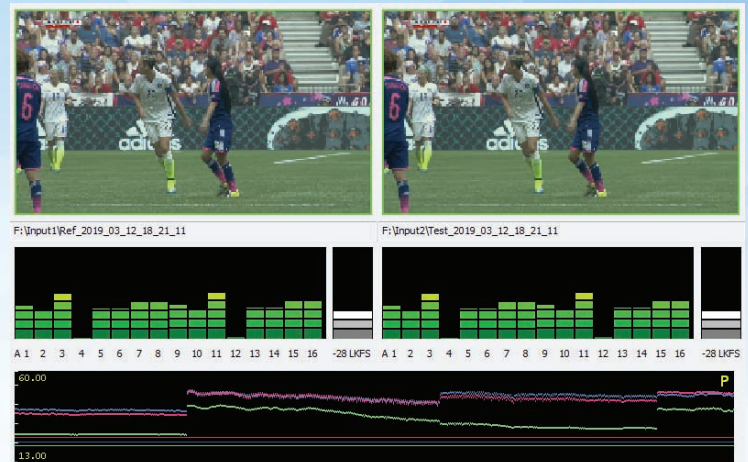 6
adidas
6
adidas
F:\Input1\Ref_2019_03_12_18_21_11
F:\Input2\Test_2019_03_12_18_21_11
A 1 2 3 4 5 6 7 8 9 10 11 12 13 14 15 16 -28 LKFS
A 1 2 3 4 5 6 7 8 9 10 11 12 13 14 15 16 -28 LKFS
60.00
P
13.00